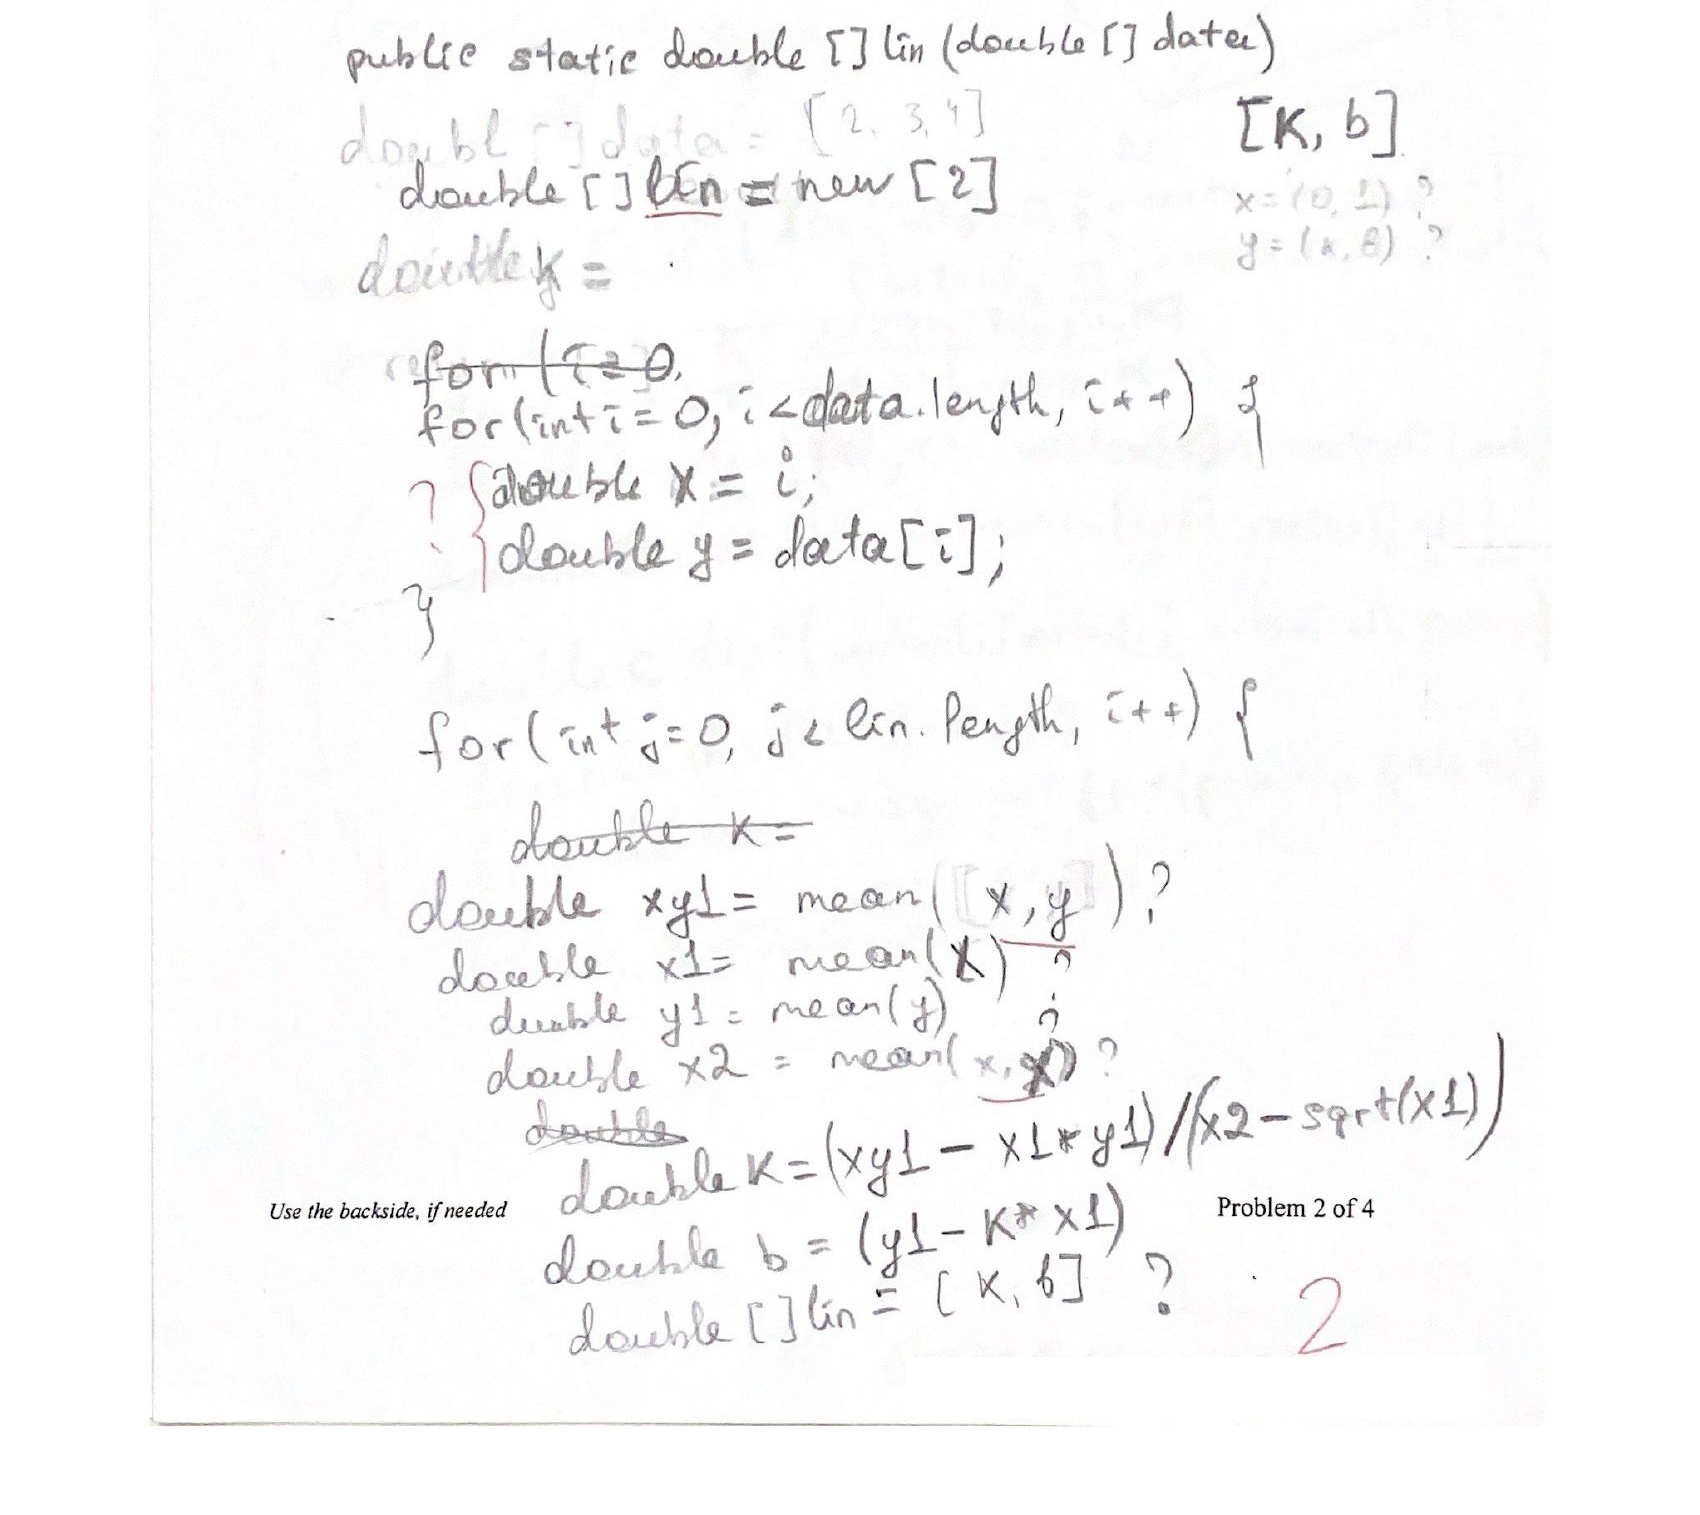 public static double [] lin (double [] data)
doubl [ ] data = [2, 3, 4]
[K, b]
double [] lin = new [2]
x = (0, 1) ?
y = (k, b) ?
double =
for (i = 0,
for (int i = 0, i < data.length, i++) {
? double x = i;
double y = data[i];
}
for (int j = 0, j < lin.length, i++) {
double K =
double xy1 = mean([x, y]) ?
double x1 = mean(x) ?
double y1 = mean(y)
?
double x2 = mean(x, x) ?
double
double K = (xy1 - x1 * y1) / (x2 - sqrt(x1))
Use the backside, if needed
Problem 2 of 4
double b = (y1 - K * x1)
double [] lin = [K, b] ?
2